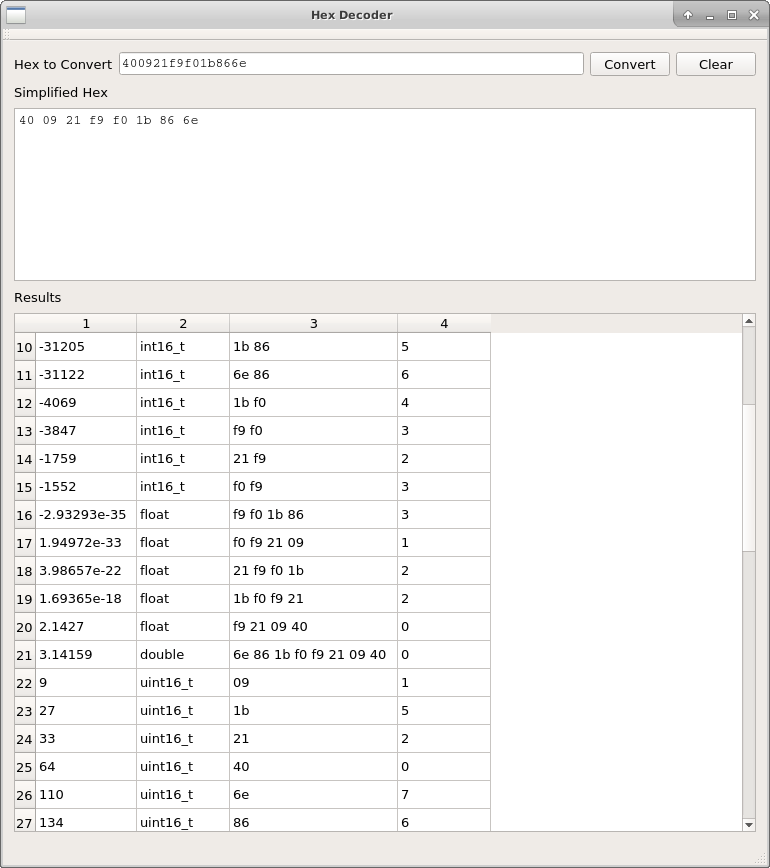 Hex Decoder
Hex to Convert 400921f9f01b866e Convert Clear
Simplified Hex
40 09 21 f9 f0 1b 86 6e
Results
1 2 3 4
10 -31205 int16_t 1b 86 5
11 -31122 int16_t 6e 86 6
12 -4069 int16_t 1b f0 4
13 -3847 int16_t f9 f0 3
14 -1759 int16_t 21 f9 2
15 -1552 int16_t f0 f9 3
16 -2.93293e-35 float f9 f0 1b 86 3
17 1.94972e-33 float f0 f9 21 09 1
18 3.98657e-22 float 21 f9 f0 1b 2
19 1.69365e-18 float 1b f0 f9 21 2
20 2.1427 float f9 21 09 40 0
21 3.14159 double 6e 86 1b f0 f9 21 09 40 0
22 9 uint16_t 09 1
23 27 uint16_t 1b 5
24 33 uint16_t 21 2
25 64 uint16_t 40 0
26 110 uint16_t 6e 7
27 134 uint16_t 86 6